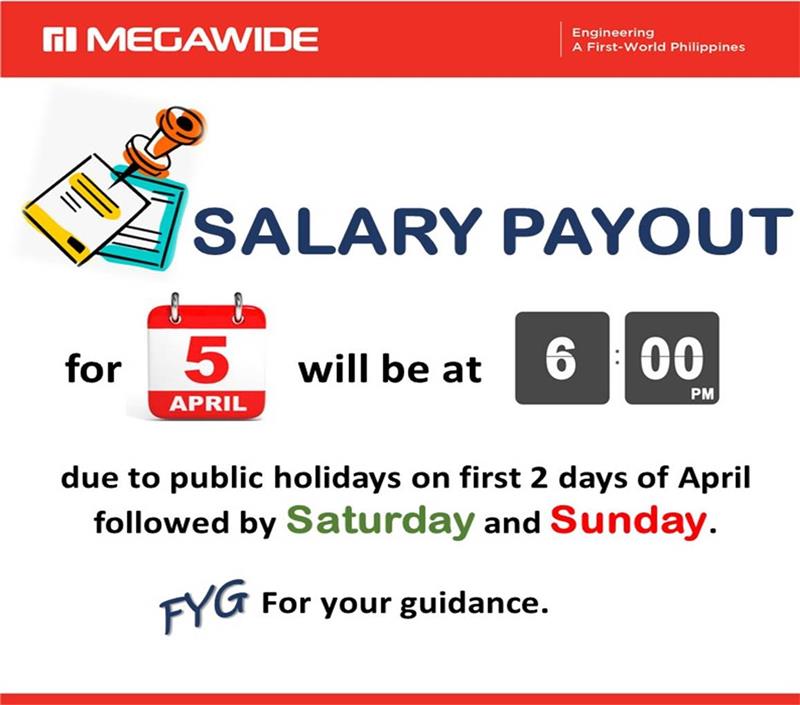 MEGAWIDE
Engineering
A First-World Philippines
SALARY PAYOUT
for 5 APRIL will be at 6:00 PM
due to public holidays on first 2 days of April
followed by Saturday and Sunday.
FYG For your guidance.